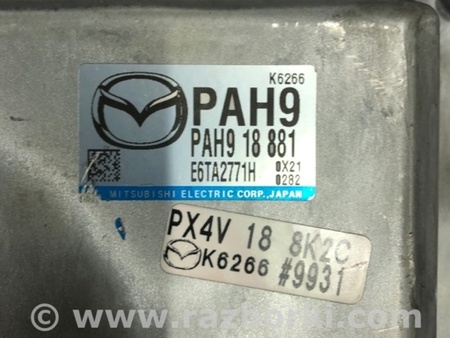 K6266
PAH9
PAH9 18 881
E6TA2771H 0X21
0282
MITSUBISHI ELECTRIC CORP., JAPAN
PX4V 18 8K2C
K6266 #9931
© www.razborki.com